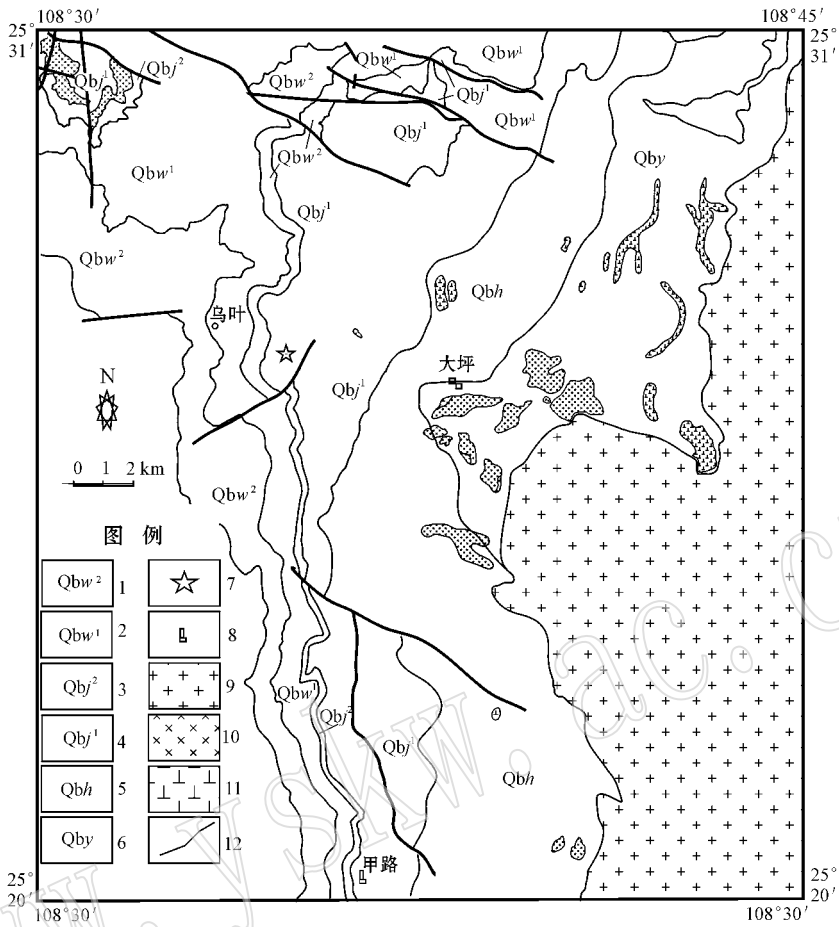 108°30′
108°45′
25°
31′
25°
31′
Qbj¹
Qbj²
Qbw²
Qbw¹
Qbw¹
Qbj¹
Qbw¹
Qbj¹
Qbw²
Qbw¹
Qbj¹
Qby
Qbw²
Qbh
乌叶
大坪
Qbj¹
N
0 1 2 km
Qbw²
图 例
Qbw² 1
7
Qbw¹ 2
8
Qbj² 3
9
Qbj¹ 4
10
Qbh 5
11
Qby 6
12
Qbw¹
Qbj²
Qbj¹
Qbh
甲路
25°
20′
25°
20′
108°30′
108°30′
www.yskw.ac.c